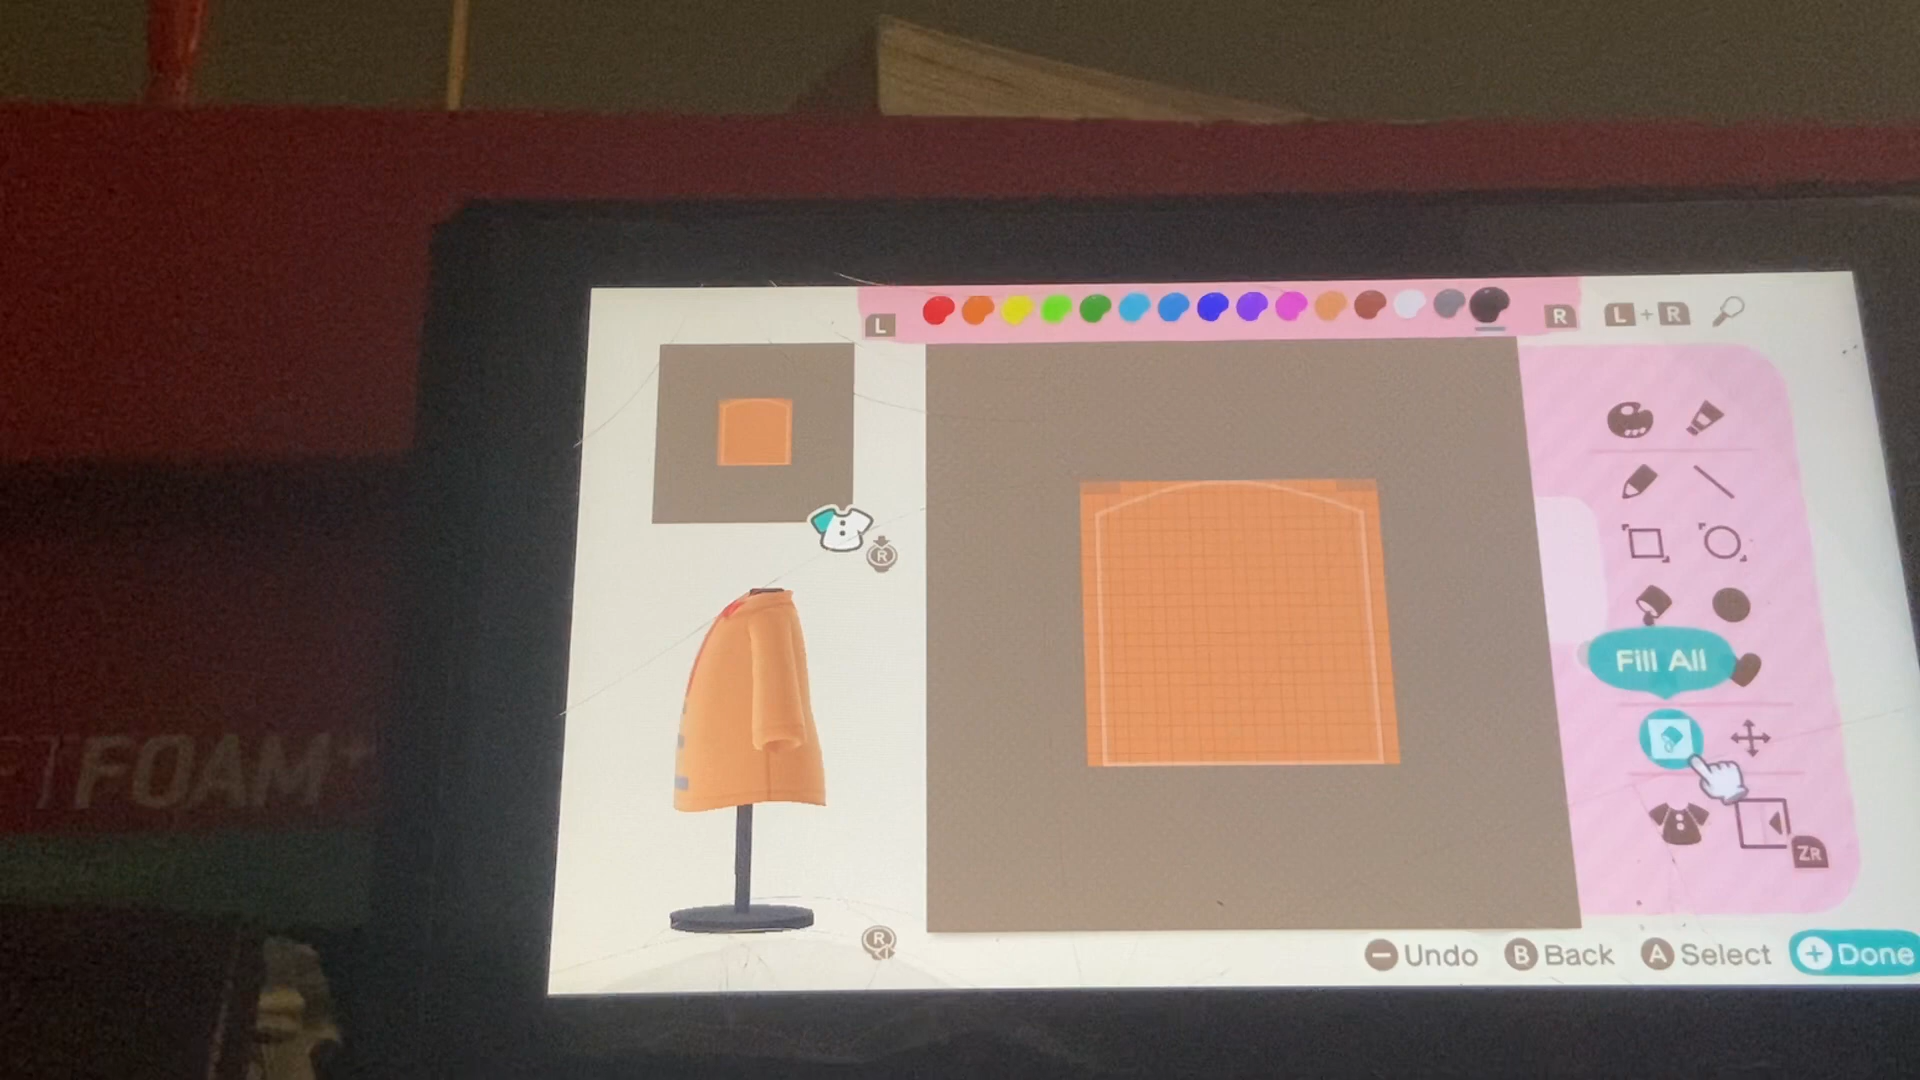 L
R
L + R
R
Fill All
FOAM
ZR
R
Undo
B Back
A Select
+ Done